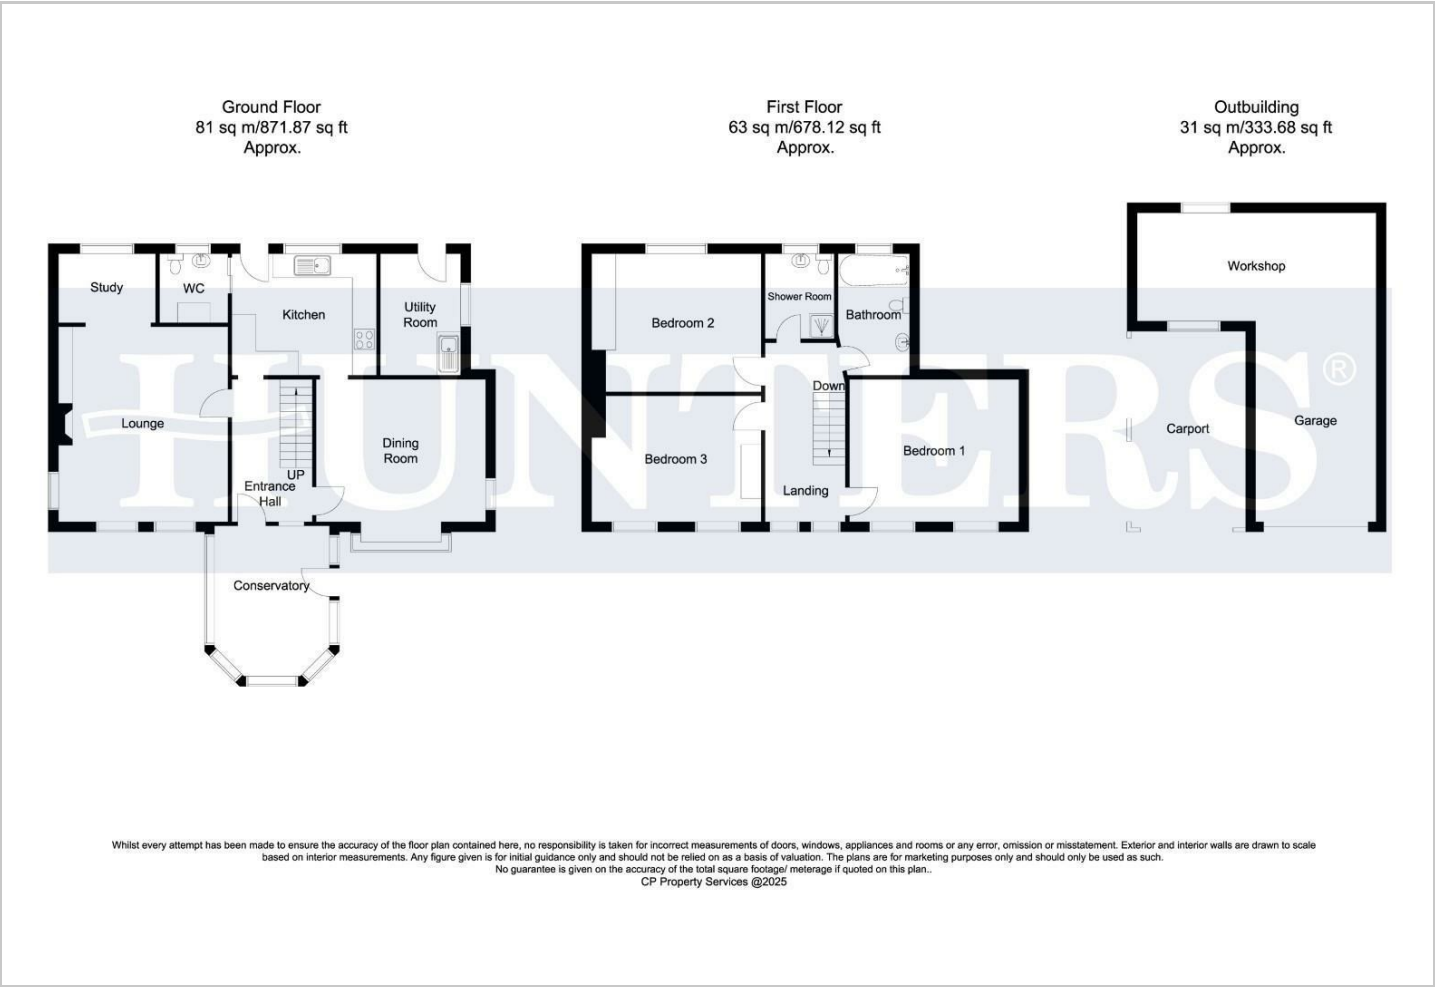 Ground Floor
81 sq m/871.87 sq ft
Approx.
First Floor
63 sq m/678.12 sq ft
Approx.
Outbuilding
31 sq m/333.68 sq ft
Approx.
Study
WC
Kitchen
Utility
Room
Lounge
Dining
Room
UP
Entrance
Hall
Conservatory
Bedroom 2
Shower Room
Bathroom
Down
Bedroom 3
Bedroom 1
Landing
Workshop
Carport
Garage
HUNTERS®
Whilst every attempt has been made to ensure the accuracy of the floor plan contained here, no responsibility is taken for incorrect measurements of doors, windows, appliances and rooms or any error, omission or misstatement. Exterior and interior walls are drawn to scale
based on interior measurements. Any figure given is for initial guidance only and should not be relied on as a basis of valuation. The plans are for marketing purposes only and should only be used as such.
No guarantee is given on the accuracy of the total square footage/ meterage if quoted on this plan..
CP Property Services @2025